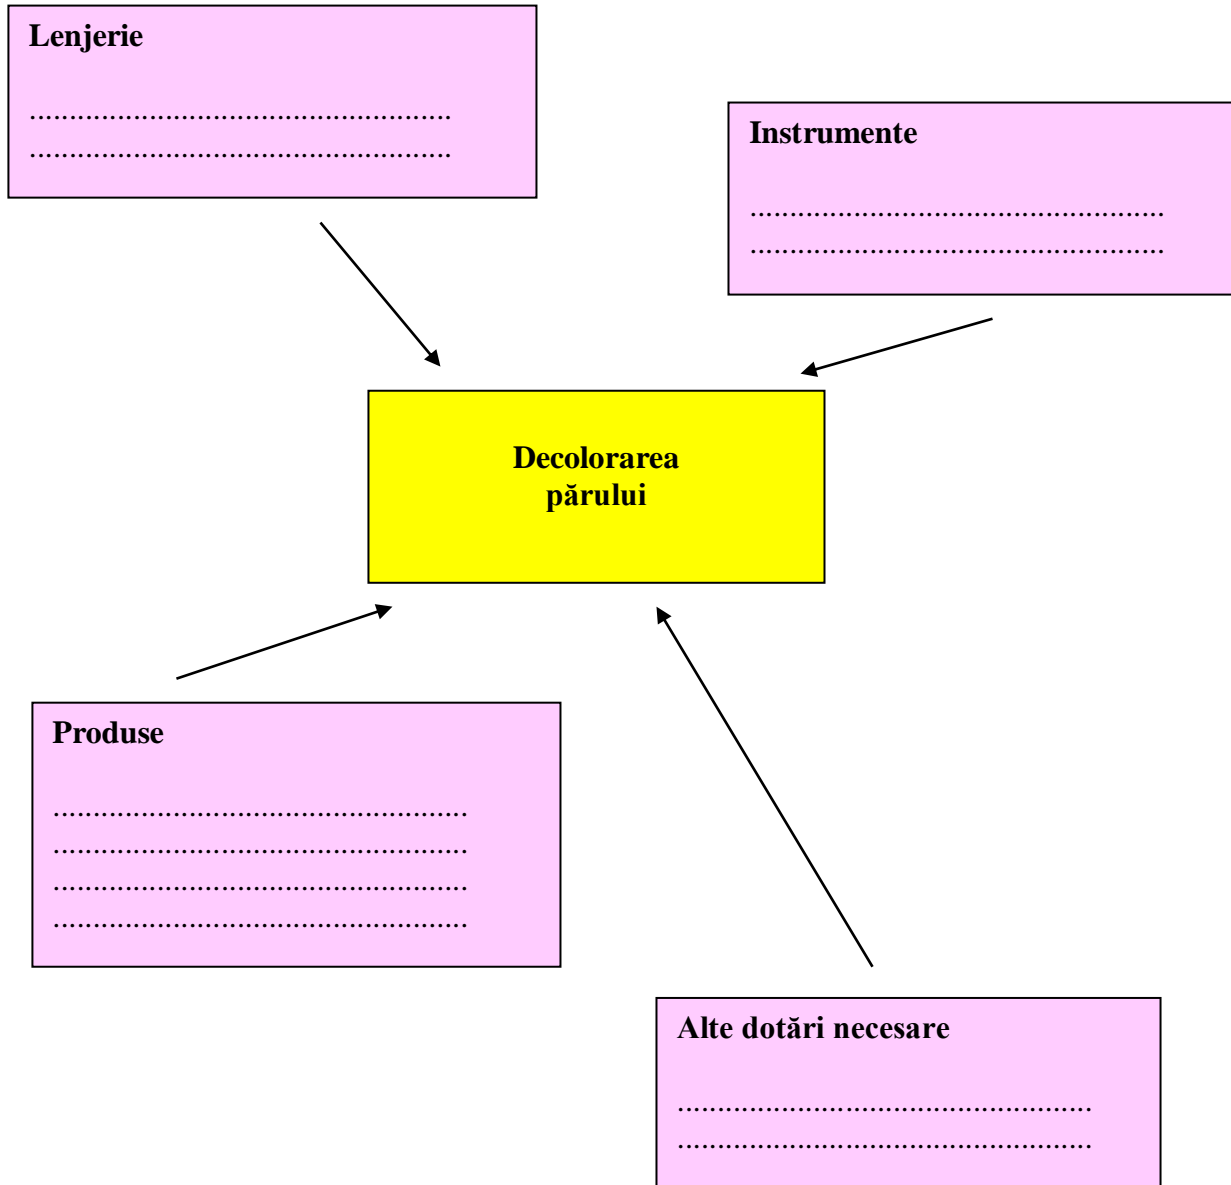 Lenjerie
.....................................................
.....................................................
Instrumente
....................................................
....................................................
Decolorarea
părului
Produse
....................................................
....................................................
....................................................
....................................................
Alte dotări necesare
....................................................
....................................................